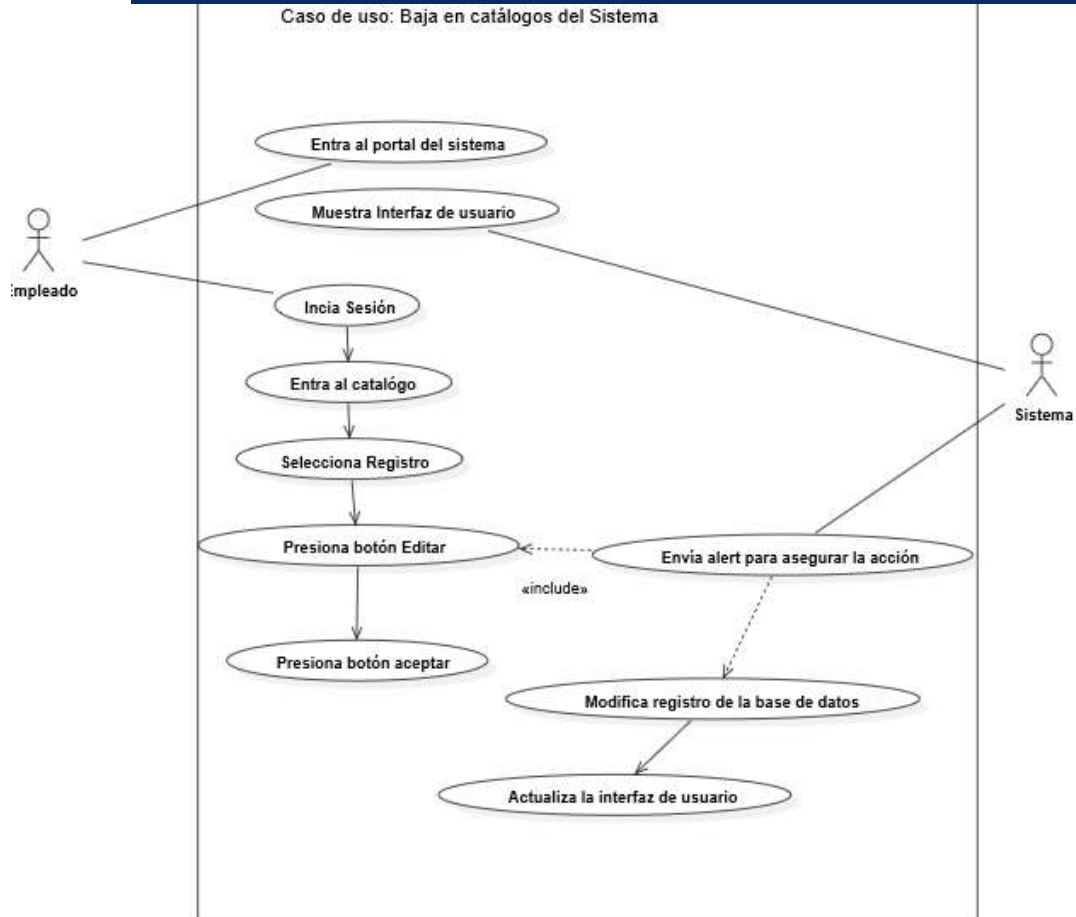 Caso de uso: Baja en catálogos del Sistema
Entra al portal del sistema
Muestra Interfaz de usuario
Empleado
Incia Sesión
Entra al catalógo
Sistema
Selecciona Registro
Presiona botón Editar
Envía alert para asegurar la acción
«include»
Presiona botón aceptar
Modifica registro de la base de datos
Actualiza la interfaz de usuario